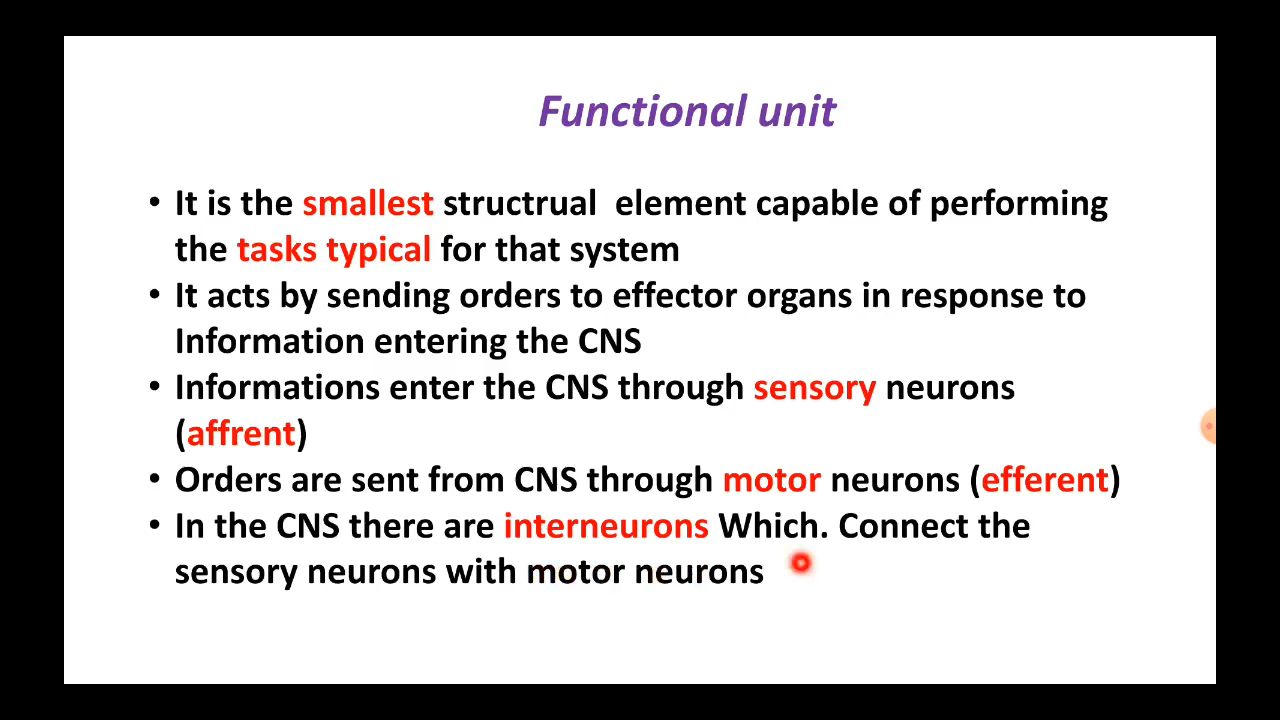 Functional unit
• It is the smallest structrual element capable of performing
the tasks typical for that system
• It acts by sending orders to effector organs in response to
Information entering the CNS
• Informations enter the CNS through sensory neurons
(affrent)
• Orders are sent from CNS through motor neurons (efferent)
• In the CNS there are interneurons Which. Connect the
sensory neurons with motor neurons